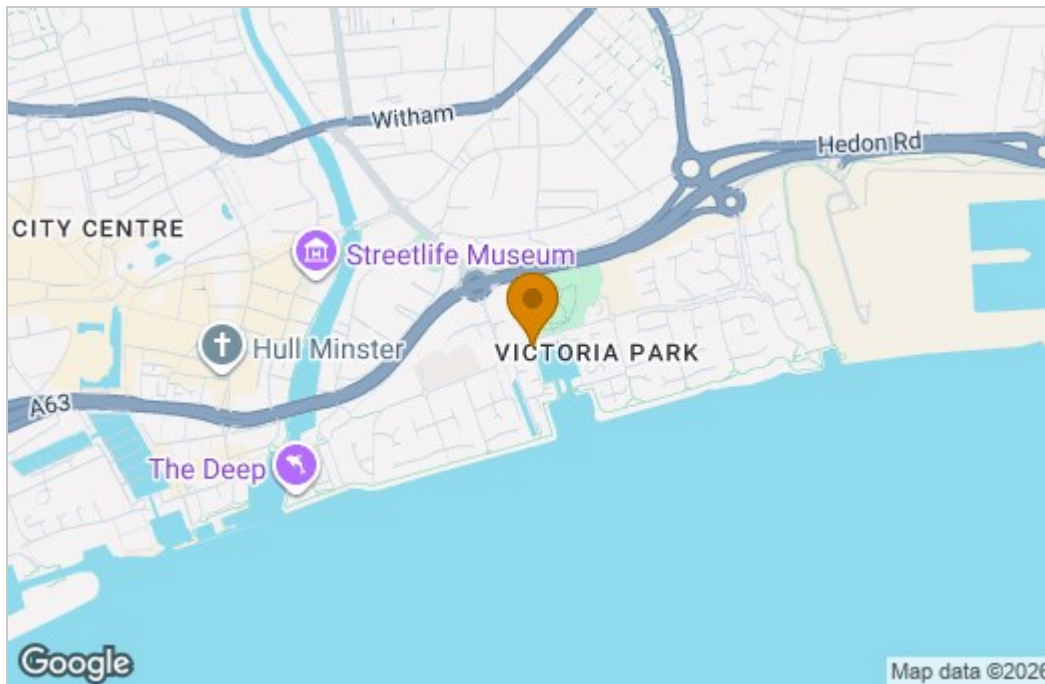 Witham
Hedon Rd
CITY CENTRE
Streetlife Museum
Hull Minster
VICTORIA PARK
A63
The Deep
Google
Map data ©2026